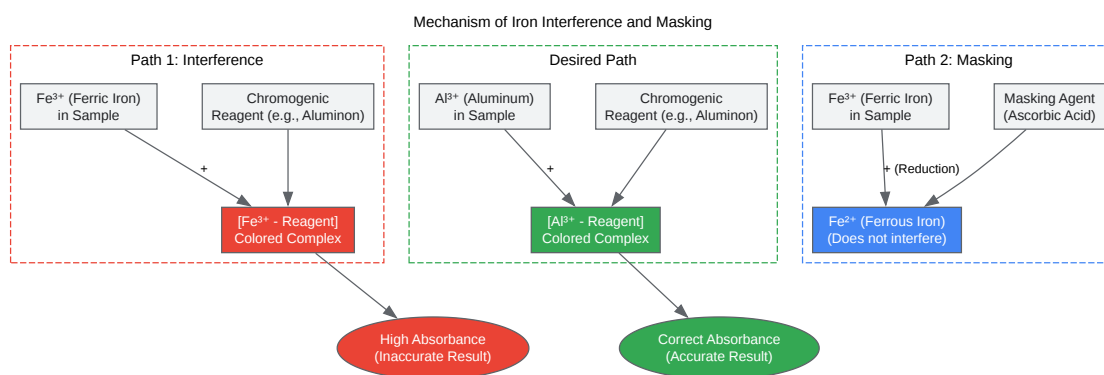 Mechanism of Iron Interference and Masking
Path 1: Interference
Fe³⁺ (Ferric Iron)
in Sample
Chromogenic
Reagent (e.g., Aluminon)
+
[Fe³⁺ - Reagent]
Colored Complex
High Absorbance
(Inaccurate Result)
Desired Path
Al³⁺ (Aluminum)
in Sample
Chromogenic
Reagent (e.g., Aluminon)
+
[Al³⁺ - Reagent]
Colored Complex
Correct Absorbance
(Accurate Result)
Path 2: Masking
Fe³⁺ (Ferric Iron)
in Sample
Masking Agent
(Ascorbic Acid)
+ (Reduction)
Fe²⁺ (Ferrous Iron)
(Does not interfere)